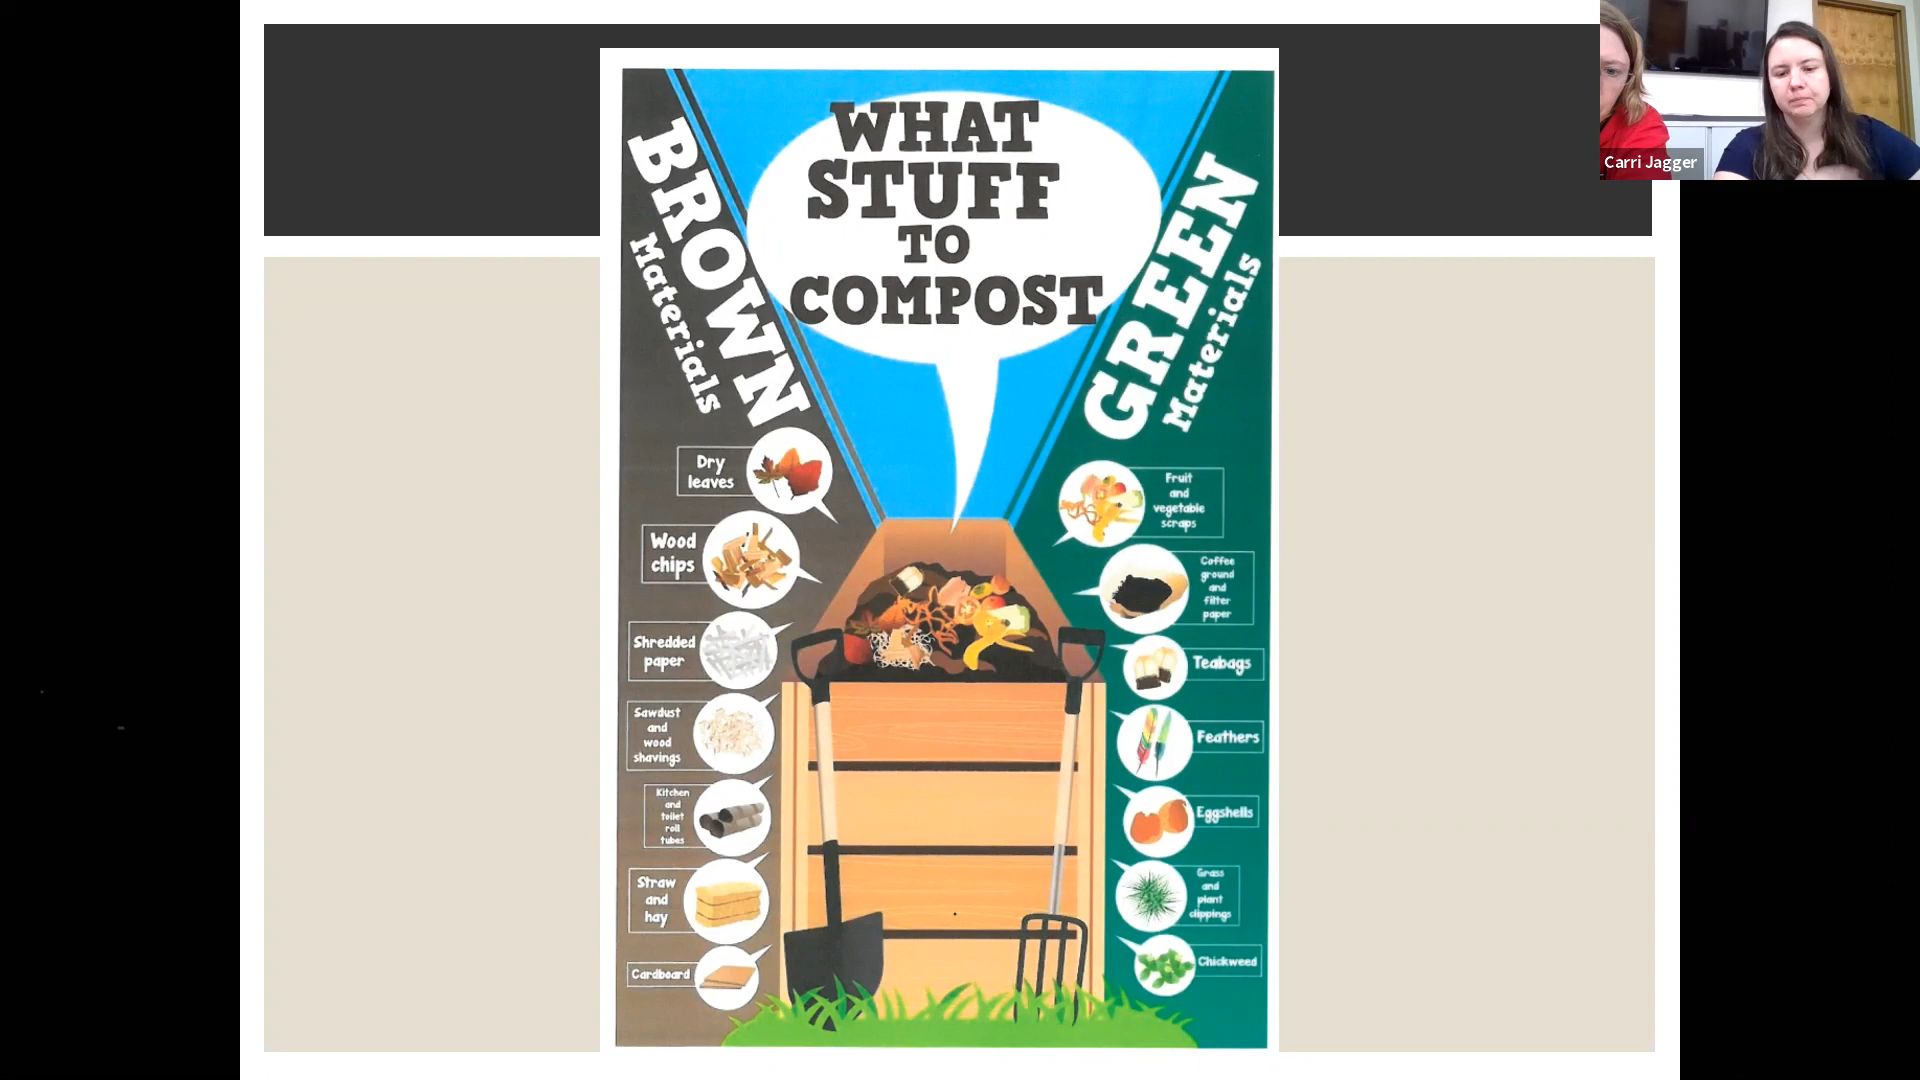 WHAT
STUFF
TO
COMPOST
BROWN
Materials
Dry
leaves
Wood
chips
Shredded
paper
Sawdust
and
wood
shavings
Kitchen
and
toilet
roll
tubes
Straw
and
hay
Cardboard
GREEN
Materials
Fruit
and
vegetable
scraps
Coffee
ground
and
filter
paper
Teabags
Feathers
Eggshells
Grass
and
plant
clippings
Chickweed
Carri Jagger